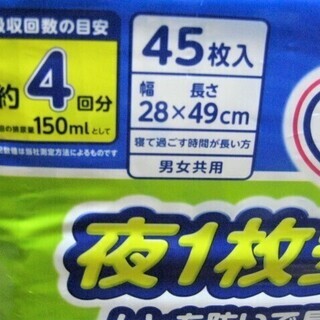 吸収回数の目安
約4回分
150mlとして
45枚入
幅 長さ
28×49cm
寝て過ごす時間が長い方
男女共用
夜1枚